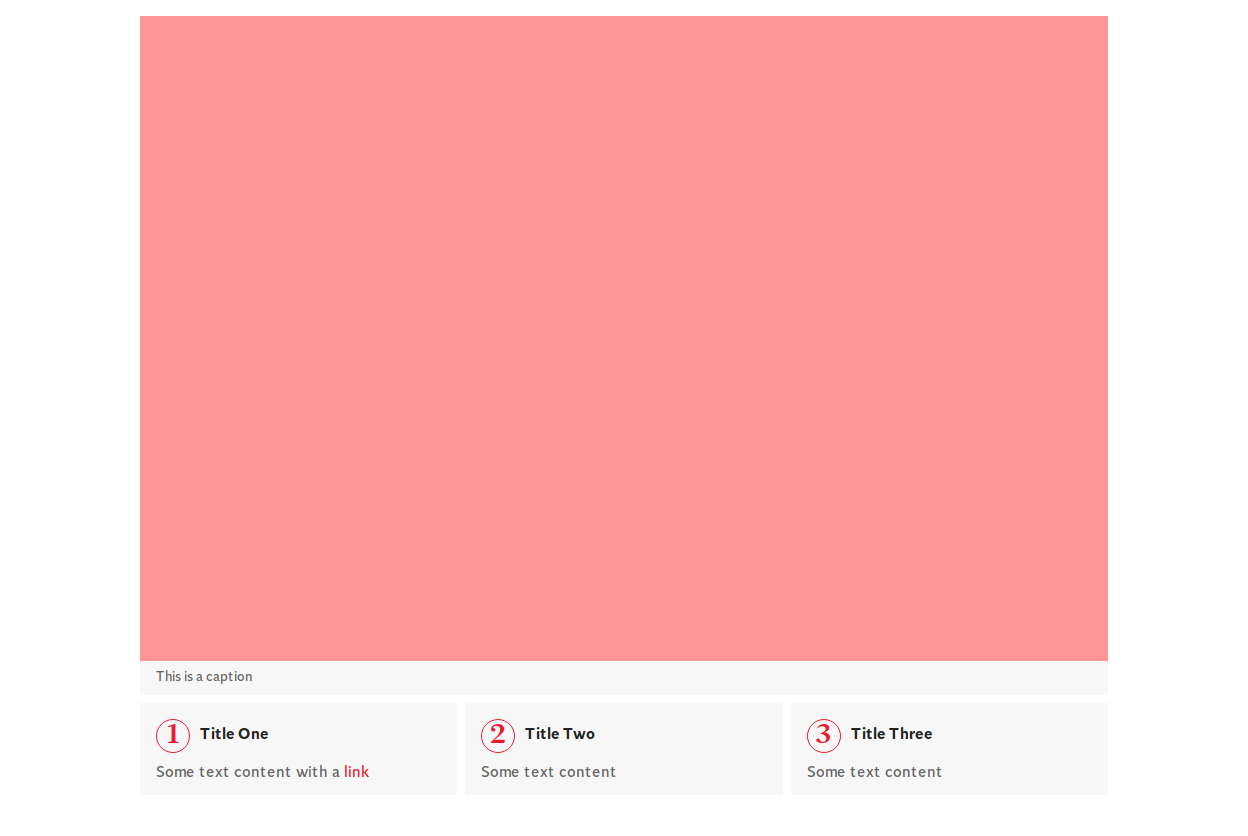 This is a caption
1 Title One
Some text content with a link
2 Title Two
Some text content
3 Title Three
Some text content